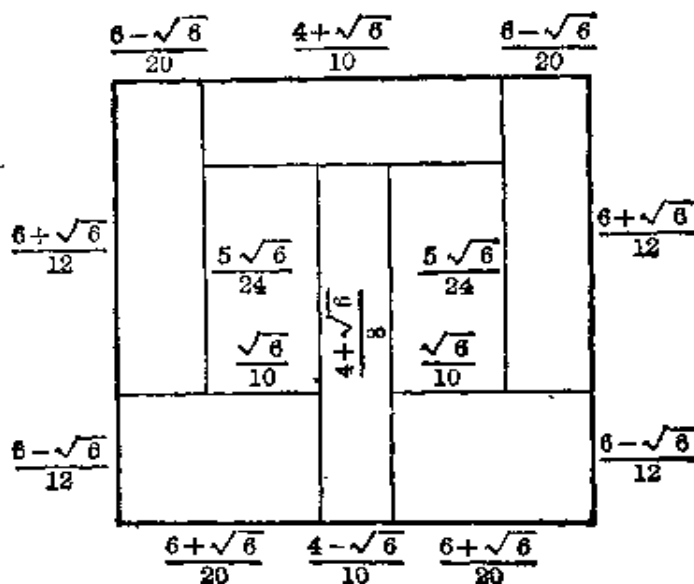 6 − √6 / 20    4 + √6 / 10    6 − √6 / 20
6 + √6 / 12    5 √6 / 24    5 √6 / 24    6 + √6 / 12
√6 / 10    4 + √6 / 8    √6 / 10
6 − √6 / 12    6 − √6 / 12
6 + √6 / 20    4 − √6 / 10    6 + √6 / 20